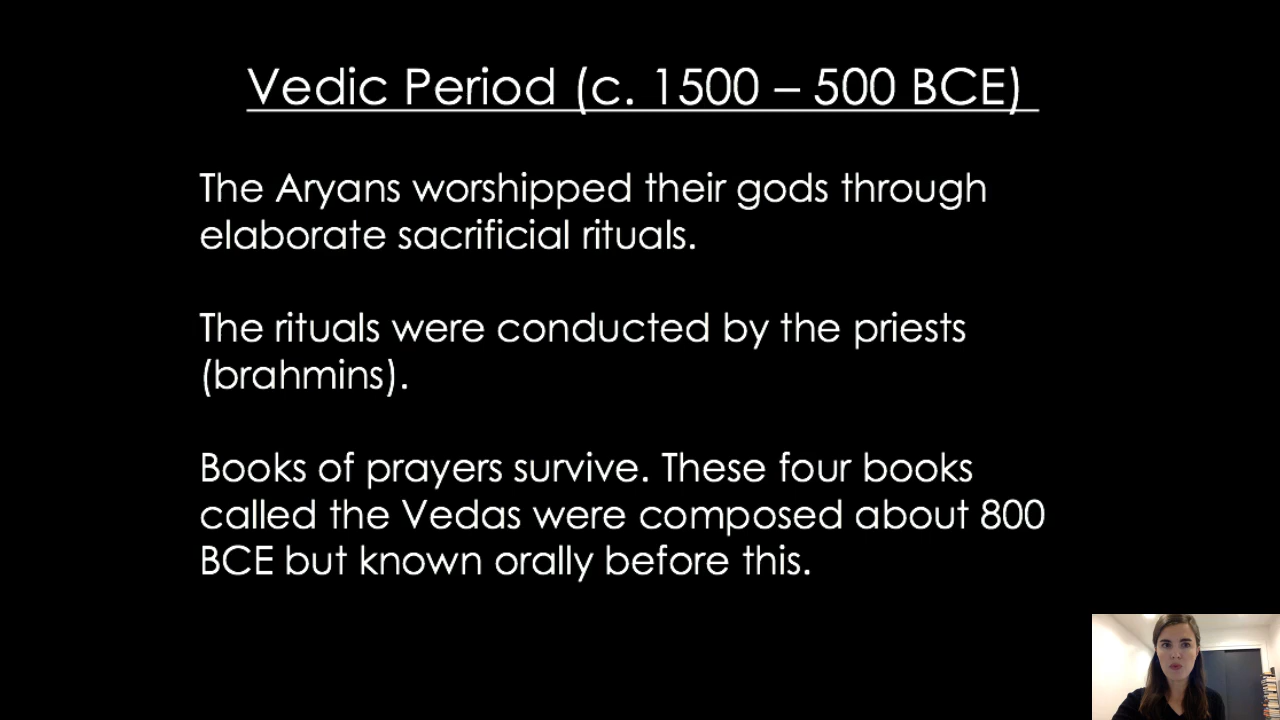 Vedic Period (c. 1500 – 500 BCE)
The Aryans worshipped their gods through
elaborate sacrificial rituals.
The rituals were conducted by the priests
(brahmins).
Books of prayers survive. These four books
called the Vedas were composed about 800
BCE but known orally before this.